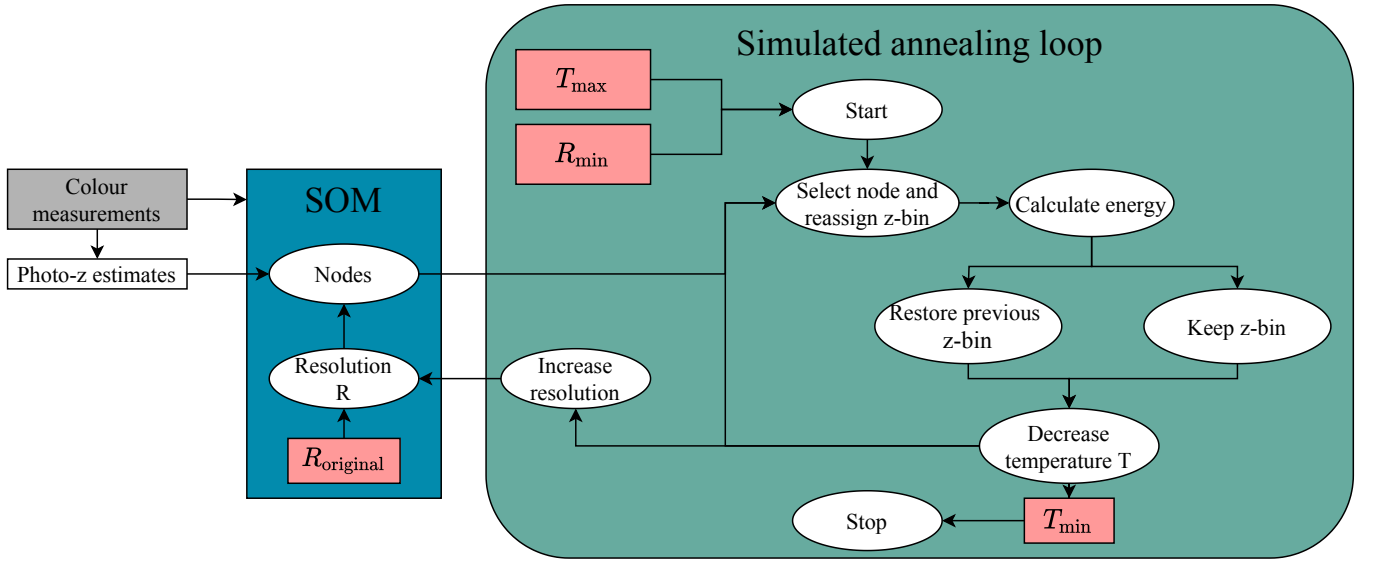 Simulated annealing loop
T_max
R_min
Start
Colour
measurements
Photo-z estimates
SOM
Nodes
Resolution
R
R_original
Select node and
reassign z-bin
Calculate energy
Restore previous
z-bin
Keep z-bin
Increase
resolution
Decrease
temperature T
T_min
Stop